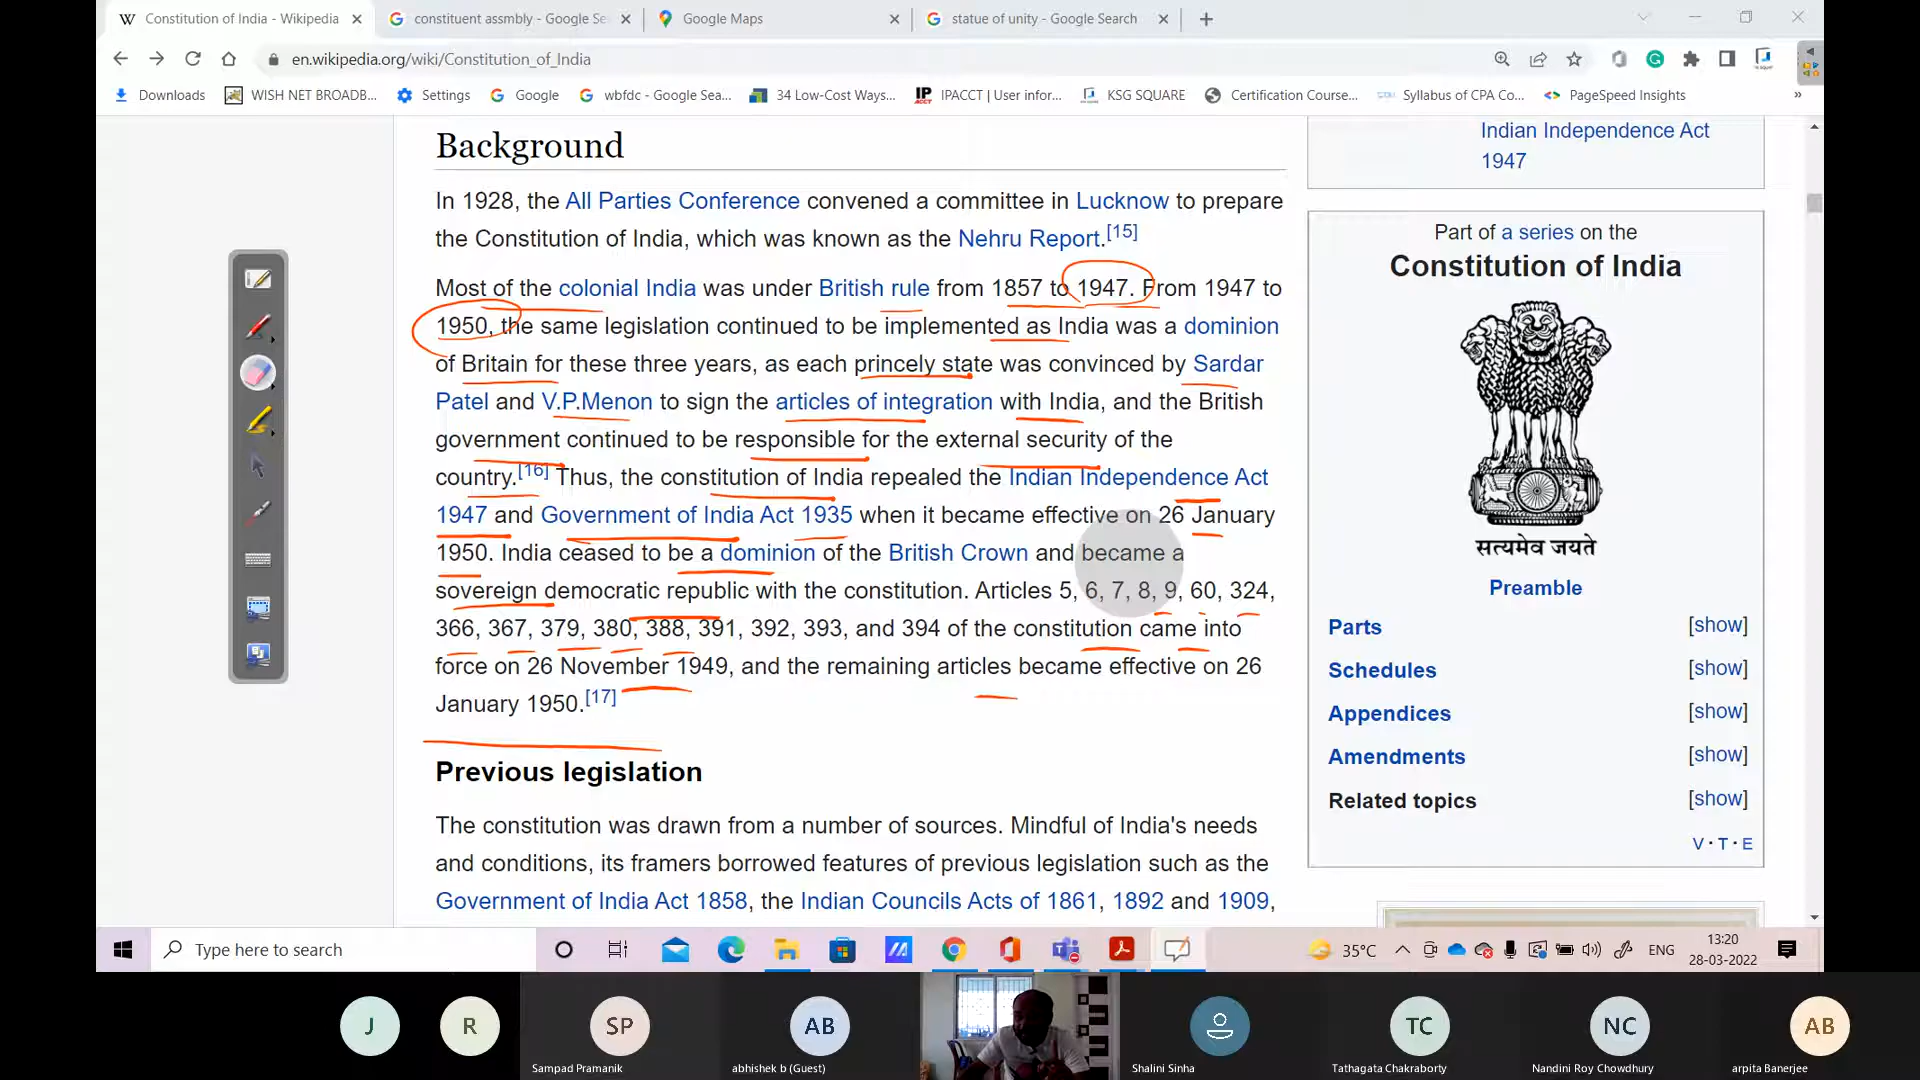 Constitution of India - Wikipedia
constituent assmbly - Google Se
Google Maps
statue of unity - Google Search
en.wikipedia.org/wiki/Constitution_of_India
Downloads
WISH NET BROADB...
Settings
Google
wbfdc - Google Sea...
34 Low-Cost Ways...
IPACCT | User infor...
KSG SQUARE
Certification Course...
Syllabus of CPA Co...
PageSpeed Insights
»
Background
In 1928, the All Parties Conference convened a committee in Lucknow to prepare
the Constitution of India, which was known as the Nehru Report.[15]
Most of the colonial India was under British rule from 1857 to 1947. From 1947 to
1950, the same legislation continued to be implemented as India was a dominion
of Britain for these three years, as each princely state was convinced by Sardar
Patel and V.P.Menon to sign the articles of integration with India, and the British
government continued to be responsible for the external security of the
country.[16] Thus, the constitution of India repealed the Indian Independence Act
1947 and Government of India Act 1935 when it became effective on 26 January
1950. India ceased to be a dominion of the British Crown and became a
sovereign democratic republic with the constitution. Articles 5, 6, 7, 8, 9, 60, 324,
366, 367, 379, 380, 388, 391, 392, 393, and 394 of the constitution came into
force on 26 November 1949, and the remaining articles became effective on 26
January 1950.[17]
Previous legislation
The constitution was drawn from a number of sources. Mindful of India's needs
and conditions, its framers borrowed features of previous legislation such as the
Government of India Act 1858, the Indian Councils Acts of 1861, 1892 and 1909,
Indian Independence Act
1947
Part of a series on the
Constitution of India
सत्यमेव जयते
Preamble
Parts [show]
Schedules [show]
Appendices [show]
Amendments [show]
Related topics [show]
V · T · E
Type here to search
35°C
ENG
13:20
28-03-2022
J
R
SP
Sampad Pramanik
AB
abhishek b (Guest)
Shalini Sinha
TC
Tathagata Chakraborty
NC
Nandini Roy Chowdhury
AB
arpita Banerjee